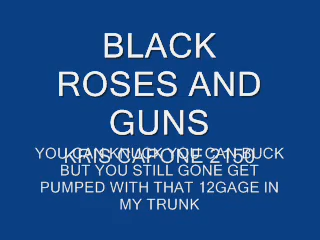 BLACK
ROSES AND
GUNS
KRIS CAPONE 2150
YOU CAN KNUCK YOU CAN BUCK
BUT YOU STILL GONE GET
PUMPED WITH THAT 12GAGE IN
MY TRUNK